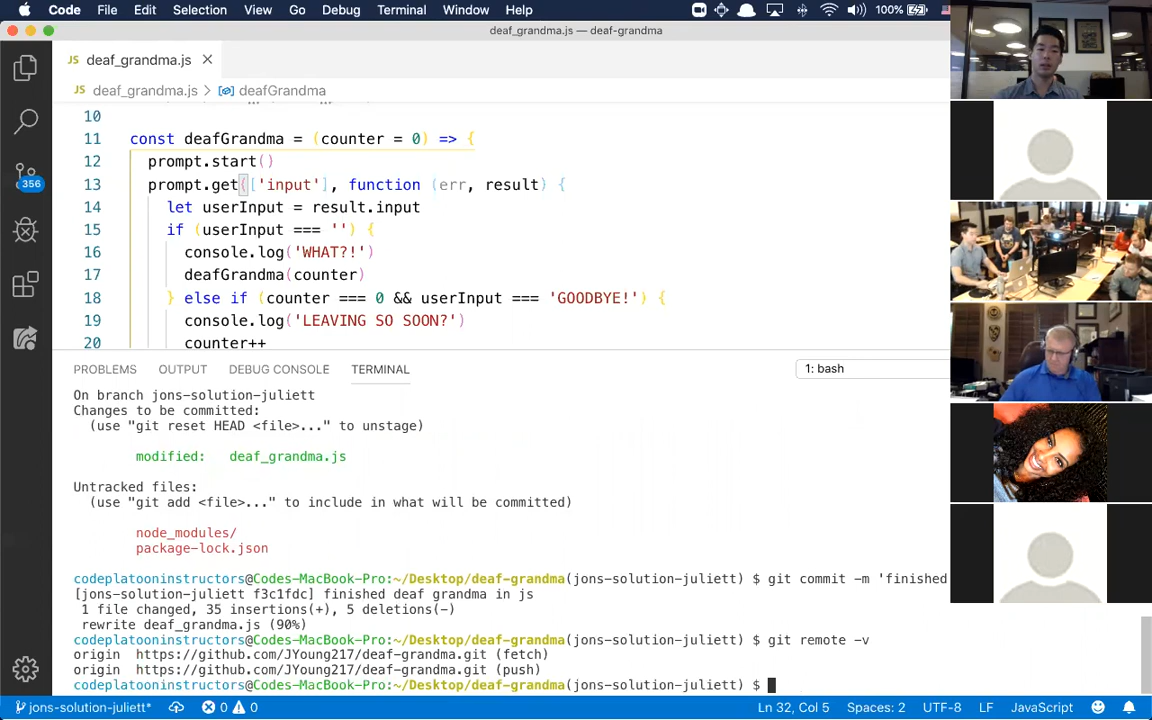 Code File Edit Selection View Go Debug Terminal Window Help 100%
deaf_grandma.js — deaf-grandma
JS deaf_grandma.js ×
JS deaf_grandma.js > deafGrandma
10
11 const deafGrandma = (counter = 0) => {
12 prompt.start()
13 prompt.get(['input'], function (err, result) {
14 let userInput = result.input
15 if (userInput === '') {
16 console.log('WHAT?!')
17 deafGrandma(counter)
18 } else if (counter === 0 && userInput === 'GOODBYE!') {
19 console.log('LEAVING SO SOON?')
20 counter++
356
PROBLEMS OUTPUT DEBUG CONSOLE TERMINAL 1: bash
On branch jons-solution-juliett
Changes to be committed:
(use "git reset HEAD <file>..." to unstage)
modified: deaf_grandma.js
Untracked files:
(use "git add <file>..." to include in what will be committed)
node_modules/
package-lock.json
codeplatooninstructors@Codes-MacBook-Pro:~/Desktop/deaf-grandma(jons-solution-juliett) $ git commit -m 'finished
[jons-solution-juliett f3c1fdc] finished deaf grandma in js
1 file changed, 35 insertions(+), 5 deletions(-)
rewrite deaf_grandma.js (90%)
codeplatooninstructors@Codes-MacBook-Pro:~/Desktop/deaf-grandma(jons-solution-juliett) $ git remote -v
origin https://github.com/JYoung217/deaf-grandma.git (fetch)
origin https://github.com/JYoung217/deaf-grandma.git (push)
codeplatooninstructors@Codes-MacBook-Pro:~/Desktop/deaf-grandma(jons-solution-juliett) $
jons-solution-juliett* 0 0 Ln 32, Col 5 Spaces: 2 UTF-8 LF JavaScript